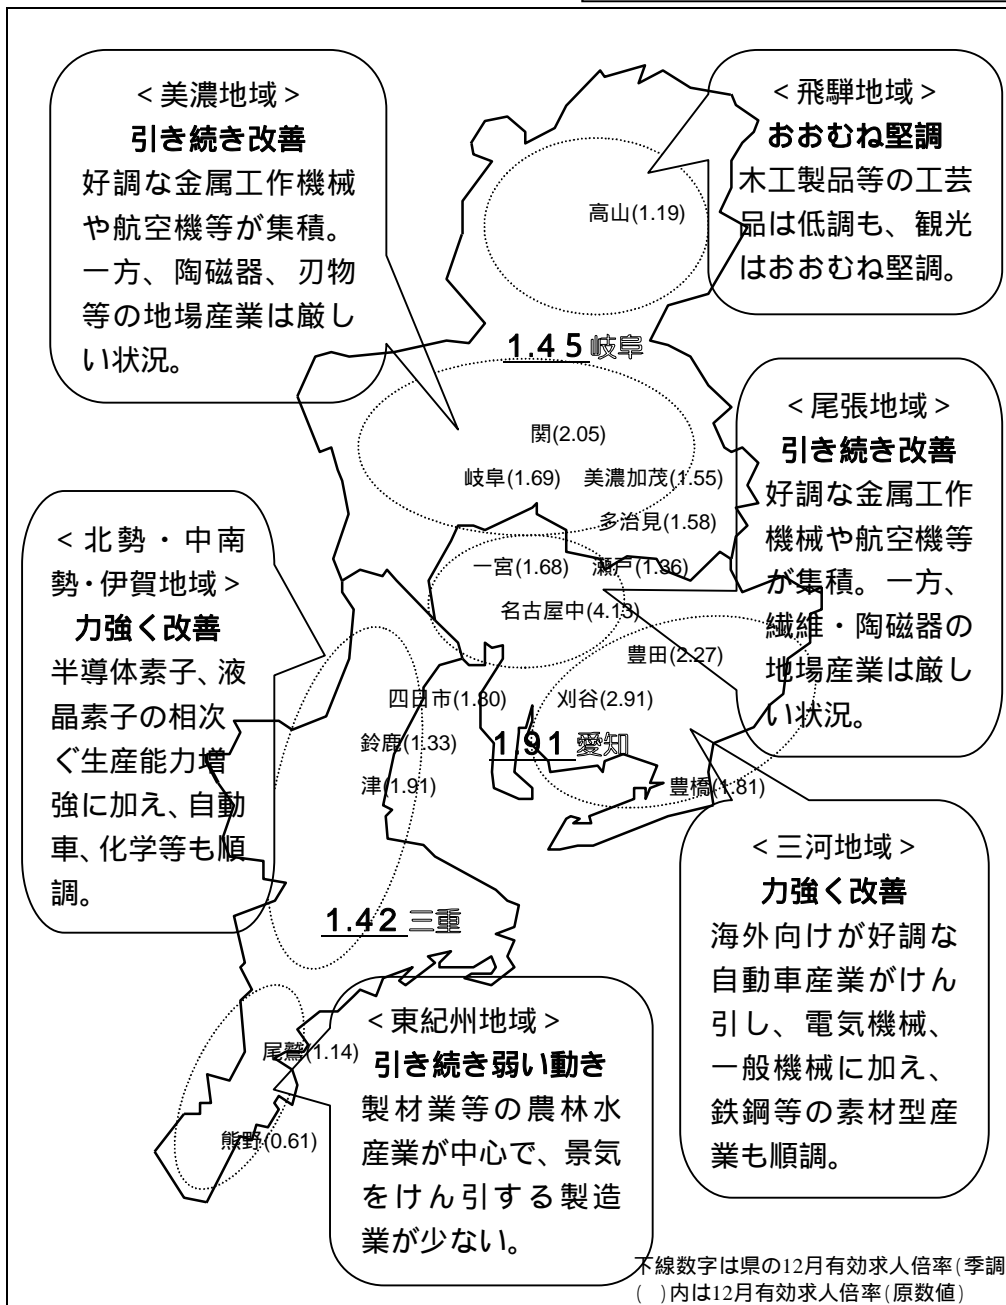 ＜美濃地域＞
引き続き改善
好調な金属工作機械
や航空機等が集積。
一方、陶磁器、刃物
等の地場産業は厳し
い状況。
＜飛騨地域＞
おおむね堅調
木工製品等の工芸
品は低調も、観光
はおおむね堅調。
高山(1.19)
1.45 岐阜
関(2.05)
岐阜(1.69) 美濃加茂(1.55)
多治見(1.58)
＜尾張地域＞
引き続き改善
好調な金属工作
機械や航空機等
が集積。一方、
繊維・陶磁器の
地場産業は厳し
い状況。
＜北勢・中南
勢・伊賀地域＞
力強く改善
半導体素子、液
晶素子の相次
ぐ生産能力増
強に加え、自動
車、化学等も順
調。
一宮(1.68) 瀬戸(1.36)
名古屋中(4.13)
豊田(2.27)
四日市(1.80) 刈谷(2.91)
鈴鹿(1.33) 1.91 愛知
津(1.91) 豊橋(1.81)
1.42 三重
＜三河地域＞
力強く改善
海外向けが好調な
自動車産業がけん
引し、電気機械、
一般機械に加え、
鉄鋼等の素材型産
業も順調。
尾鷲(1.14)
熊野(0.61)
＜東紀州地域＞
引き続き弱い動き
製材業等の農林水
産業が中心で、景気
をけん引する製造
業が少ない。
下線数字は県の12月有効求人倍率(季調
( )内は12月有効求人倍率(原数値)